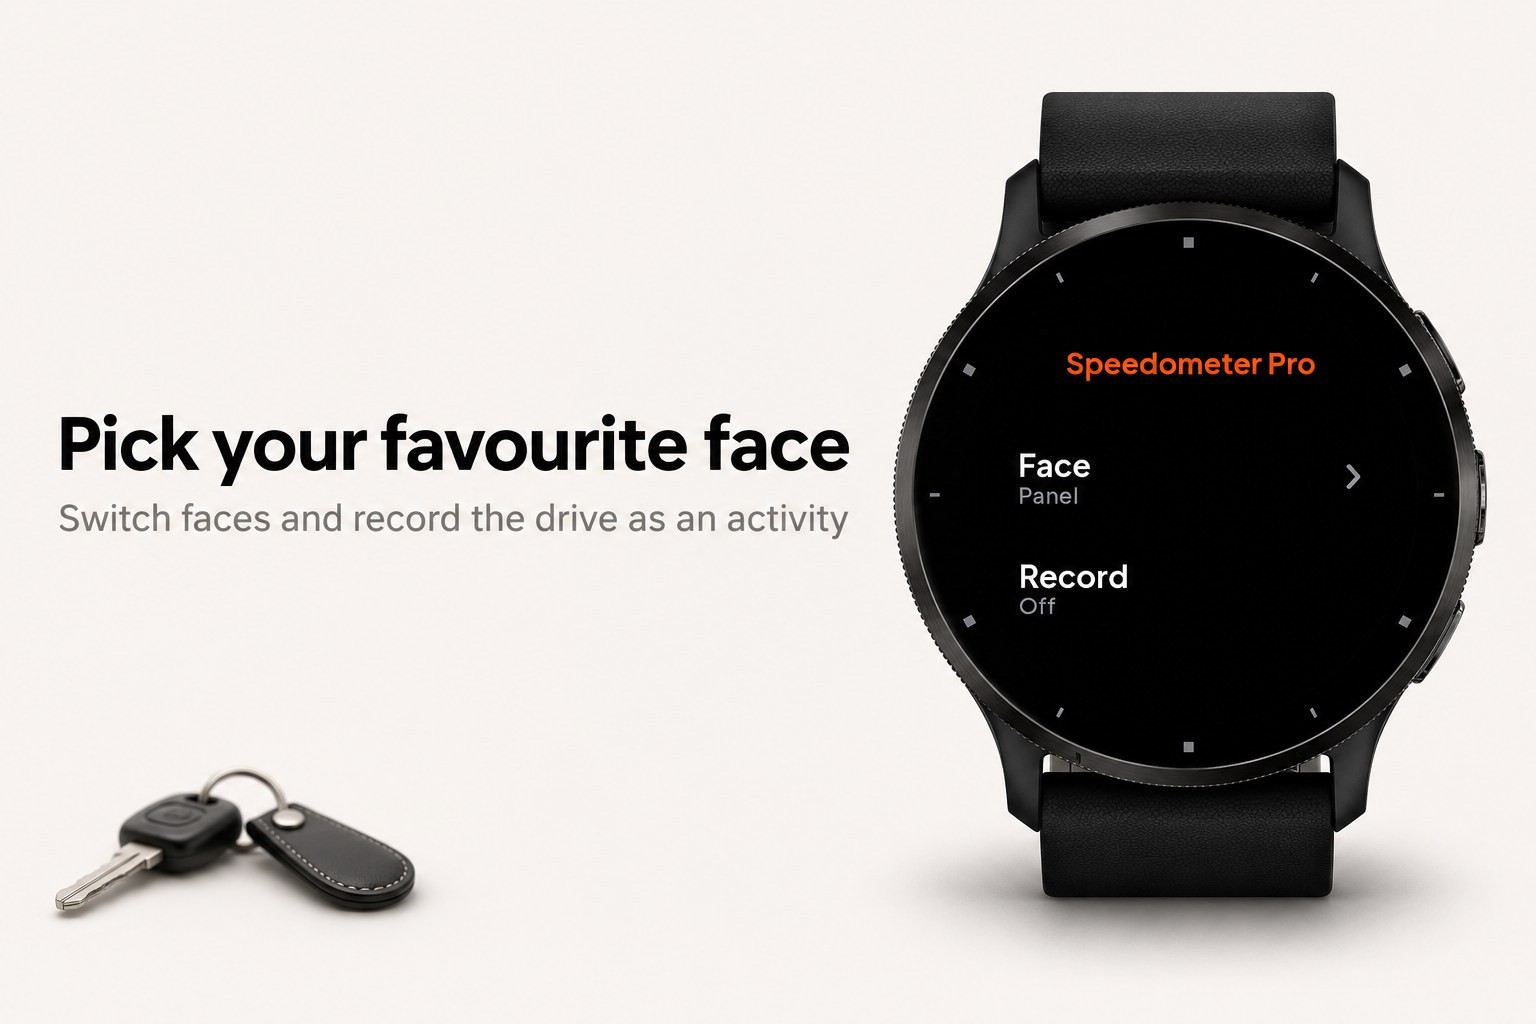 Pick your favourite face
Switch faces and record the drive as an activity
Speedometer Pro
Face
Panel
Record
Off